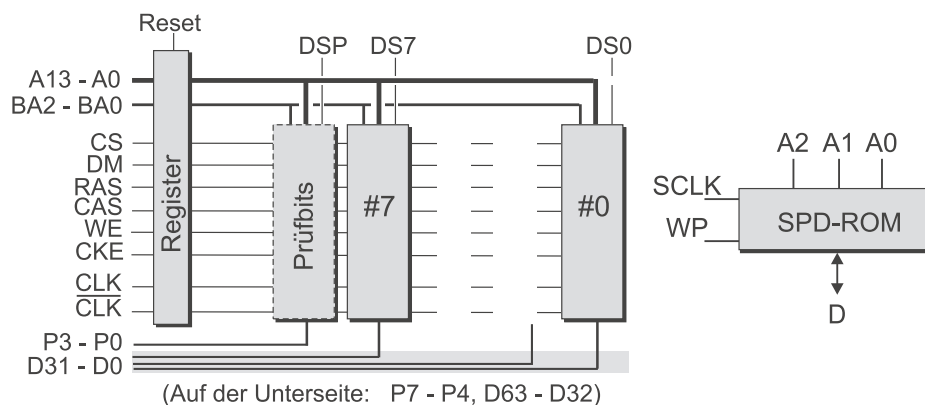 Reset
DSP DS7 DS0
A13 - A0
BA2 - BA0
CS
DM
RAS
CAS
WE
CKE
CLK
CLK
Register
Prüfbits
#7
#0
P3 - P0
D31 - D0
(Auf der Unterseite: P7 - P4, D63 - D32)
A2 A1 A0
SCLK
WP
SPD-ROM
D